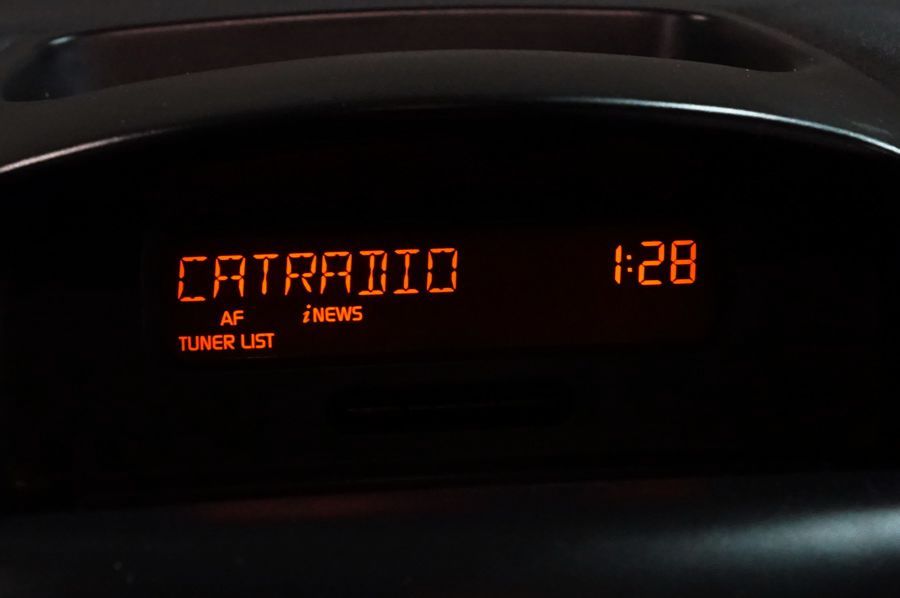 CATRADIO 1:28
AF iNEWS
TUNER LIST